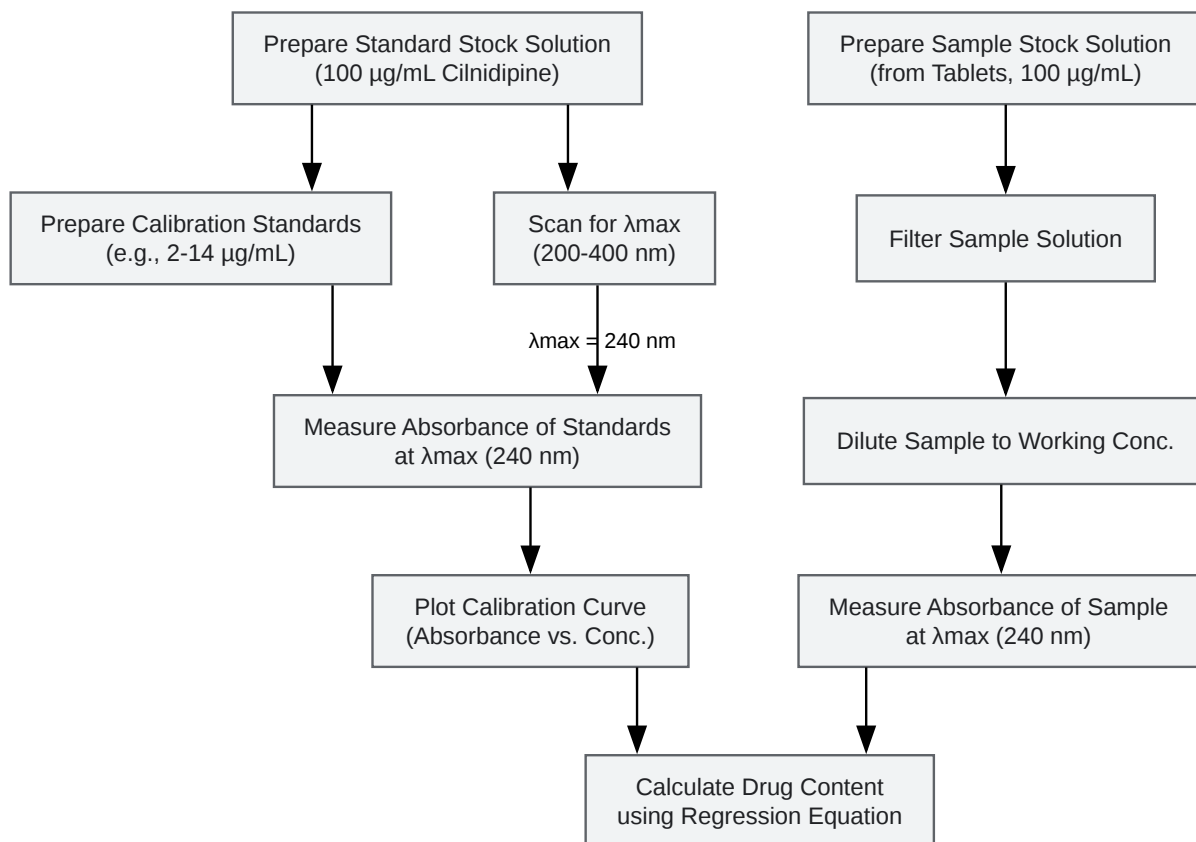 Prepare Standard Stock Solution
(100 µg/mL Cilnidipine)
Prepare Sample Stock Solution
(from Tablets, 100 µg/mL)
Prepare Calibration Standards
(e.g., 2-14 µg/mL)
Scan for λmax
(200-400 nm)
Filter Sample Solution
λmax = 240 nm
Measure Absorbance of Standards
at λmax (240 nm)
Dilute Sample to Working Conc.
Plot Calibration Curve
(Absorbance vs. Conc.)
Measure Absorbance of Sample
at λmax (240 nm)
Calculate Drug Content
using Regression Equation